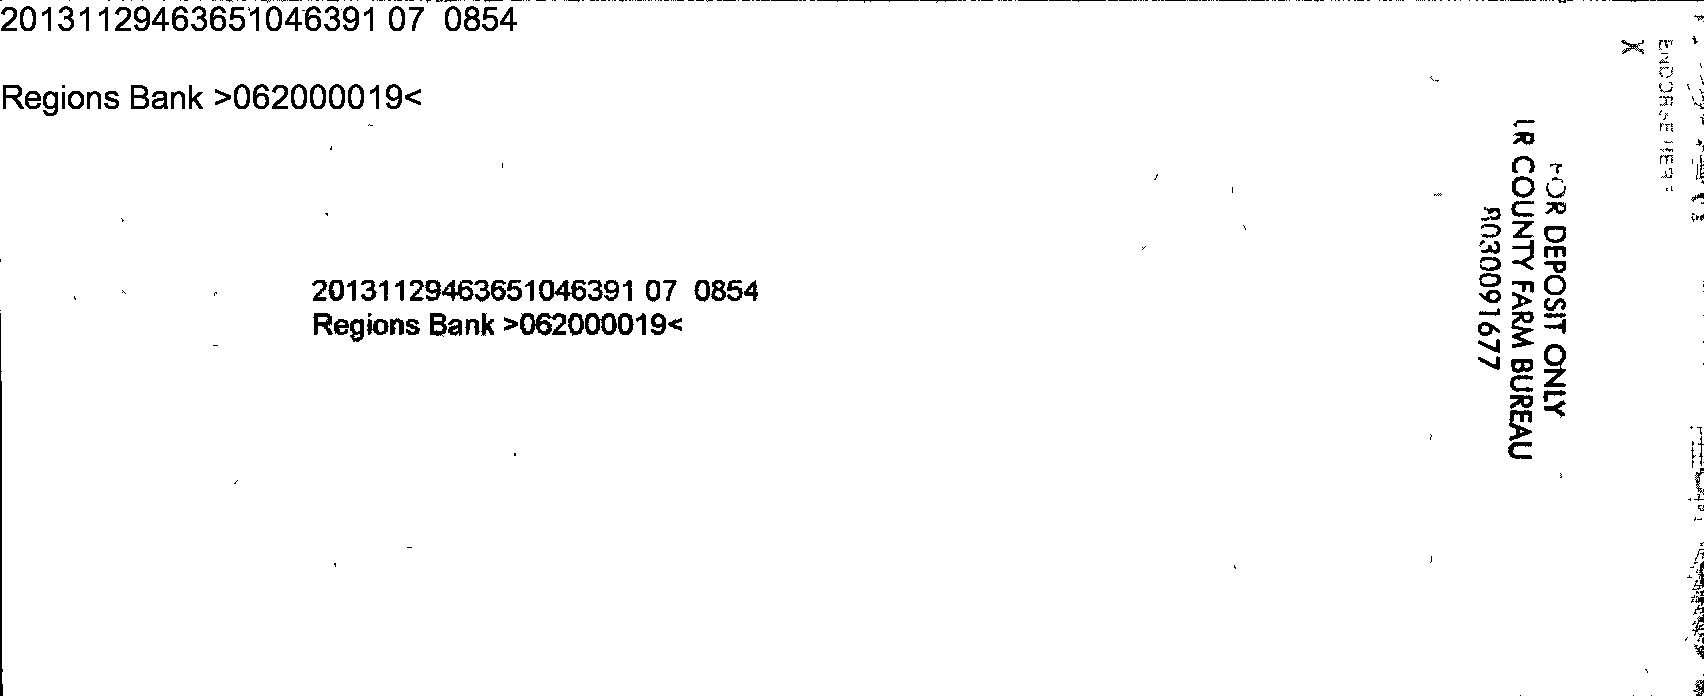 20131129463651046391 07 0854
Regions Bank >062000019<
20131129463651046391 07 0854
Regions Bank >062000019<
X
ENDORSE HERE
FOR DEPOSIT ONLY
LR COUNTY FARM BUREAU
8030091677